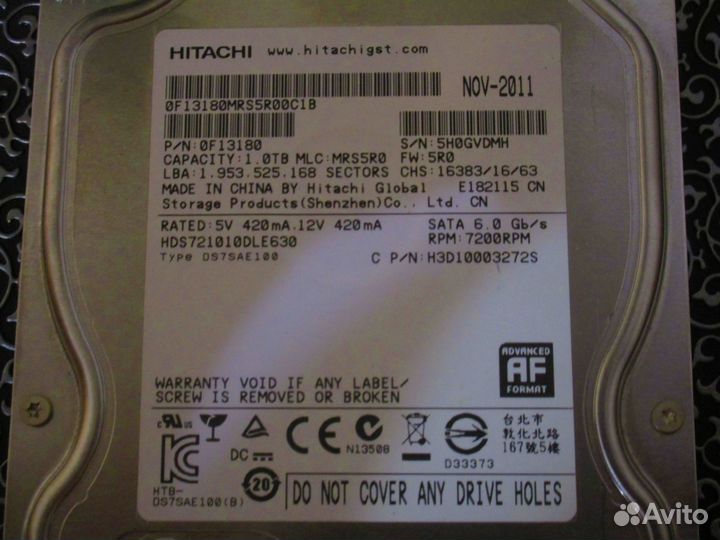 HITACHI www.hitachigst.com
NOV-2011
0F13180MRS5R00C1B
P/N:0F13180 S/N:5H0GVDMH
CAPACITY:1.0TB MLC:MRS5R0 FW:5R0
LBA:1.953.525.168 SECTORS CHS:16383/16/63
MADE IN CHINA BY Hitachi Global E182115 CN
Storage Products(Shenzhen)Co., Ltd. CN
RATED:5V 420mA.12V 420mA SATA 6.0 Gb/s
HDS721010DLE630 RPM:7200RPM
Type DS7SAE100 C P/N:H3D10003272S
ADVANCED
AF
FORMAT
WARRANTY VOID IF ANY LABEL/
SCREW IS REMOVED OR BROKEN
台北市
敦化北路
167號5樓
DC
N13508
D33373
HTB-
DS7SAE100(B)
20
DO NOT COVER ANY DRIVE HOLES
Avito